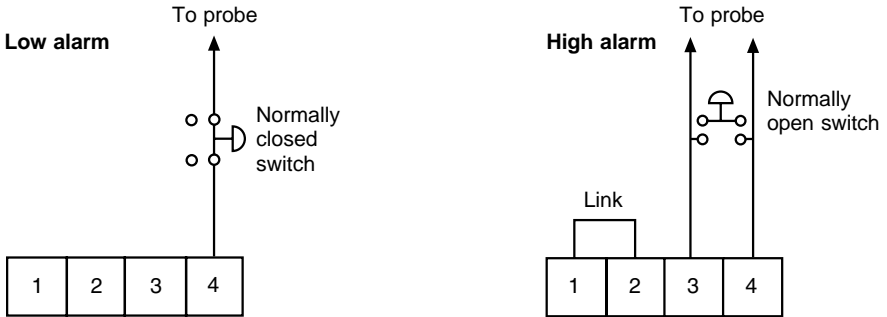 To probe
Low alarm
Normally
closed
switch
1 2 3 4
To probe
High alarm
Normally
open switch
Link
1 2 3 4